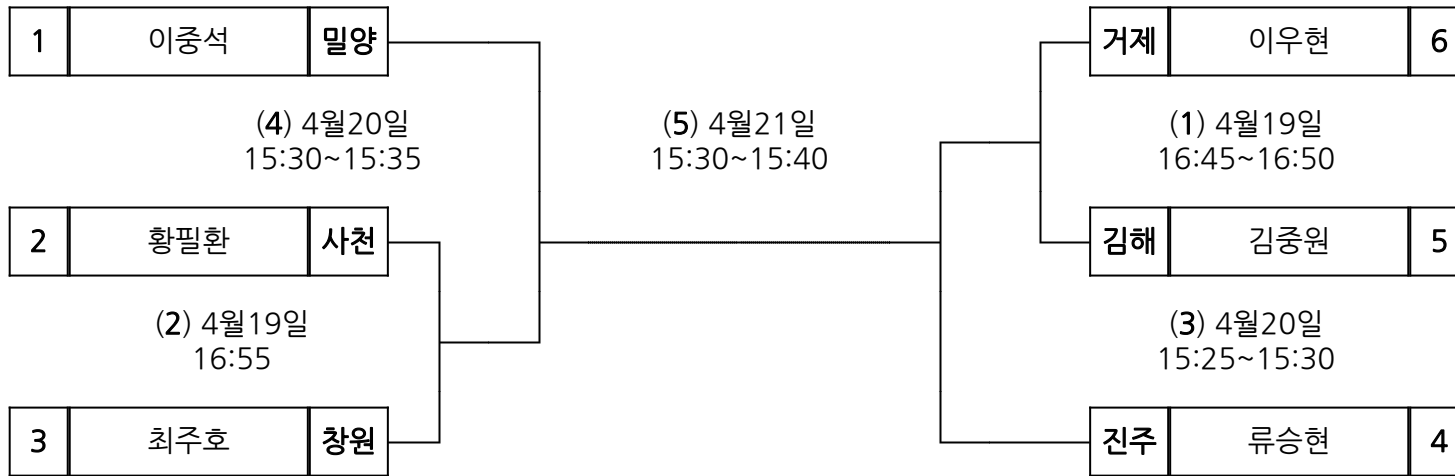 1 이중석 밀양
거제 이우현 6
(4) 4월20일
15:30~15:35
(5) 4월21일
15:30~15:40
(1) 4월19일
16:45~16:50
2 황필환 사천
김해 김중원 5
(2) 4월19일
16:55
(3) 4월20일
15:25~15:30
3 최주호 창원
진주 류승현 4